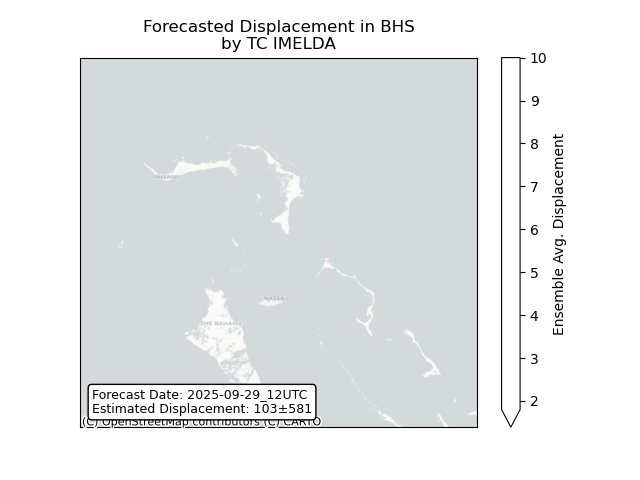 Forecasted Displacement in BHS
by TC IMELDA
FREEPORT
NASSAU
THE BAHAMAS
Forecast Date: 2025-09-29_12UTC
Estimated Displacement: 103±581
(C) OpenStreetMap contributors (C) CARTO
10
9
8
7
6
5
4
3
2
Ensemble Avg. Displacement